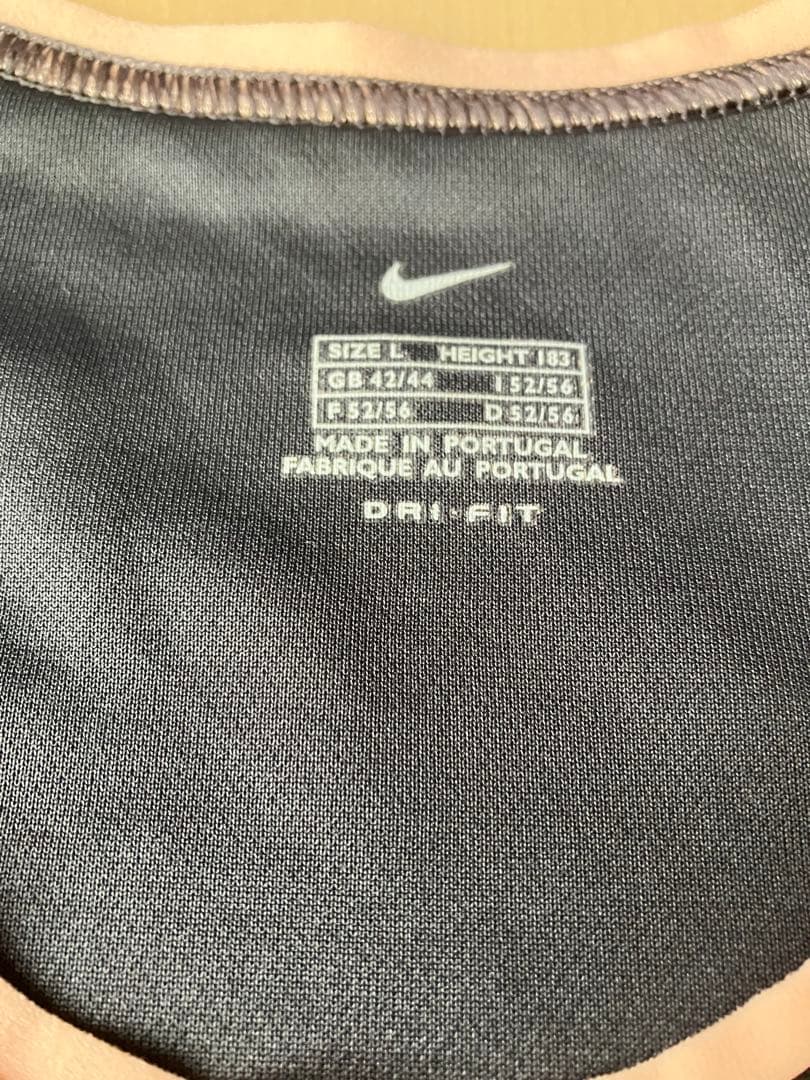 SIZE L HEIGHT 183
GB 42/44 I 52/56
F 52/56 D 52/56
MADE IN PORTUGAL
FABRIQUE AU PORTUGAL
DRI-FIT